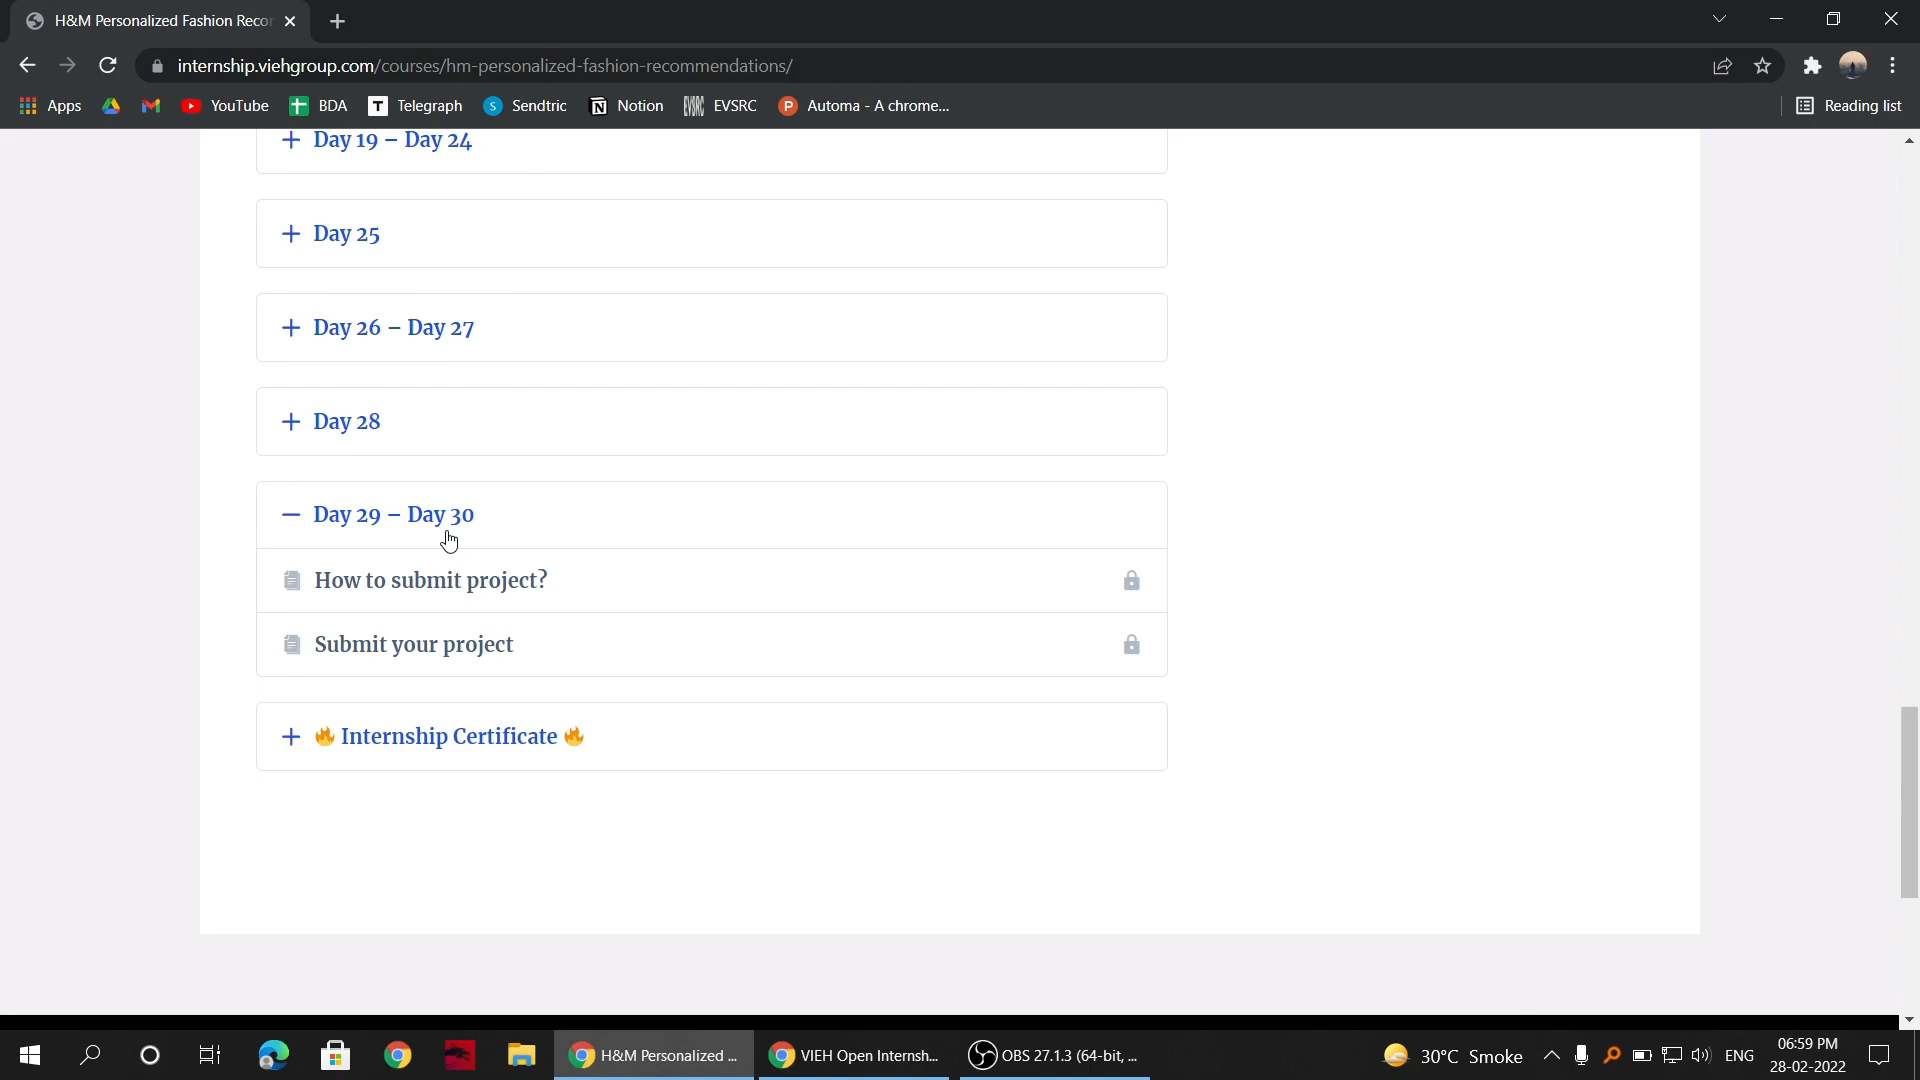 H&M Personalized Fashion Recor
internship.viehgroup.com/courses/hm-personalized-fashion-recommendations/
Apps
YouTube
BDA
T Telegraph
S Sendtric
N Notion
EVSRC EVSRC
P Automa - A chrome...
Reading list
+ Day 19 – Day 24
+ Day 25
+ Day 26 – Day 27
+ Day 28
— Day 29 – Day 30
How to submit project?
Submit your project
+ 🔥 Internship Certificate 🔥
H&M Personalized ...
VIEH Open Internsh...
OBS 27.1.3 (64-bit, ...
30°C Smoke
ENG
06:59 PM
28-02-2022